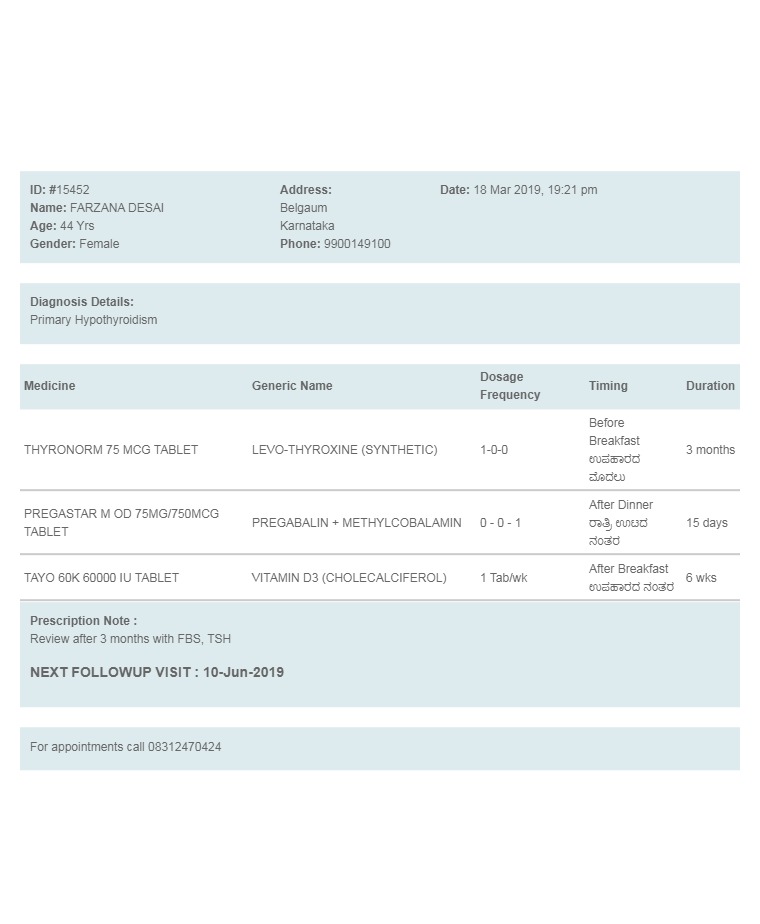 ID: #15452
Name: FARZANA DESAI
Age: 44 Yrs
Gender: Female
Address:
Belgaum
Karnataka
Phone: 9900149100
Date: 18 Mar 2019, 19:21 pm
Diagnosis Details:
Primary Hypothyroidism
Medicine Generic Name Dosage Frequency Timing Duration
THYRONORM 75 MCG TABLET LEVO-THYROXINE (SYNTHETIC) 1-0-0 Before Breakfast ಉಪಹಾರದ ಮೊದಲು 3 months
PREGASTAR M OD 75MG/750MCG TABLET PREGABALIN + METHYLCOBALAMIN 0 - 0 - 1 After Dinner ರಾತ್ರಿ ಊಟದ ನಂತರ 15 days
TAYO 60K 60000 IU TABLET VITAMIN D3 (CHOLECALCIFEROL) 1 Tab/wk After Breakfast ಉಪಹಾರದ ನಂತರ 6 wks
Prescription Note :
Review after 3 months with FBS, TSH
NEXT FOLLOWUP VISIT : 10-Jun-2019
For appointments call 08312470424